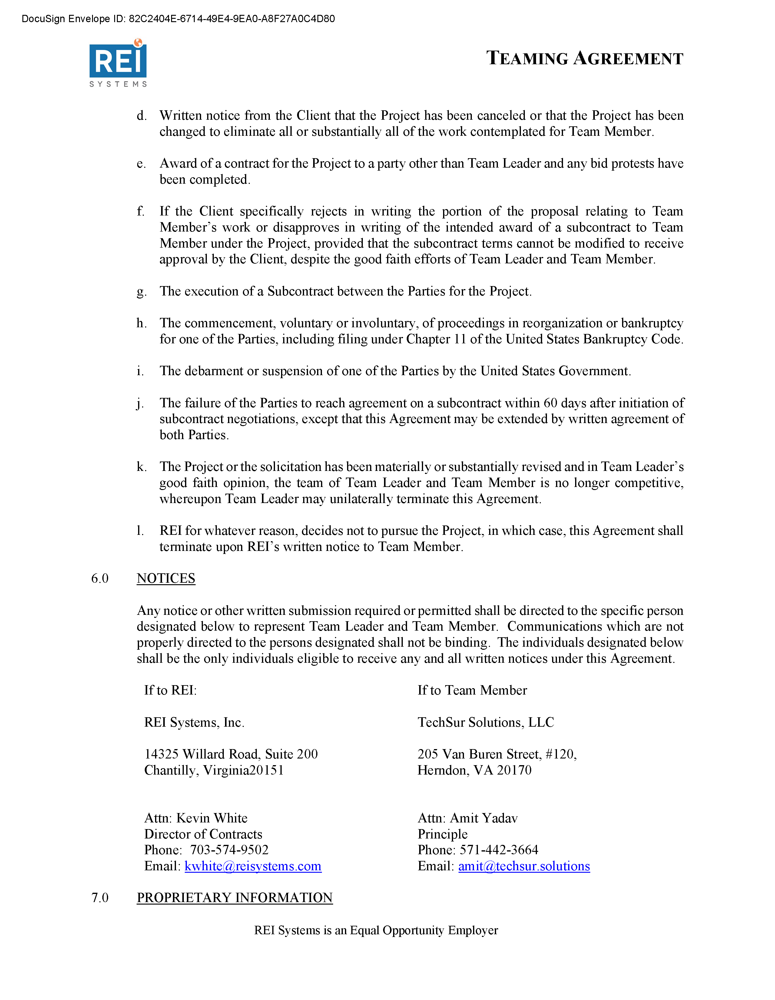 DocuSign Envelope ID: 82C2404E-6714-49E4-9EA0-A8F27A0C4D80
REI
SYSTEMS
TEAMING AGREEMENT
d. Written notice from the Client that the Project has been canceled or that the Project has been
changed to eliminate all or substantially all of the work contemplated for Team Member.
e. Award of a contract for the Project to a party other than Team Leader and any bid protests have
been completed.
f. If the Client specifically rejects in writing the portion of the proposal relating to Team
Member's work or disapproves in writing of the intended award of a subcontract to Team
Member under the Project, provided that the subcontract terms cannot be modified to receive
approval by the Client, despite the good faith efforts of Team Leader and Team Member.
g. The execution of a Subcontract between the Parties for the Project.
h. The commencement, voluntary or involuntary, of proceedings in reorganization or bankruptcy
for one of the Parties, including filing under Chapter 11 of the United States Bankruptcy Code.
i. The debarment or suspension of one of the Parties by the United States Government.
j. The failure of the Parties to reach agreement on a subcontract within 60 days after initiation of
subcontract negotiations, except that this Agreement may be extended by written agreement of
both Parties.
k. The Project or the solicitation has been materially or substantially revised and in Team Leader's
good faith opinion, the team of Team Leader and Team Member is no longer competitive,
whereupon Team Leader may unilaterally terminate this Agreement.
l. REI for whatever reason, decides not to pursue the Project, in which case, this Agreement shall
terminate upon REI's written notice to Team Member.
6.0 NOTICES
Any notice or other written submission required or permitted shall be directed to the specific person
designated below to represent Team Leader and Team Member. Communications which are not
properly directed to the persons designated shall not be binding. The individuals designated below
shall be the only individuals eligible to receive any and all written notices under this Agreement.
If to REI:
REI Systems, Inc.
14325 Willard Road, Suite 200
Chantilly, Virginia20151
Attn: Kevin White
Director of Contracts
Phone: 703-574-9502
Email: kwhite@reisystems.com
If to Team Member
TechSur Solutions, LLC
205 Van Buren Street, #120,
Herndon, VA 20170
Attn: Amit Yadav
Principle
Phone: 571-442-3664
Email: amit@techsur.solutions
7.0 PROPRIETARY INFORMATION
REI Systems is an Equal Opportunity Employer